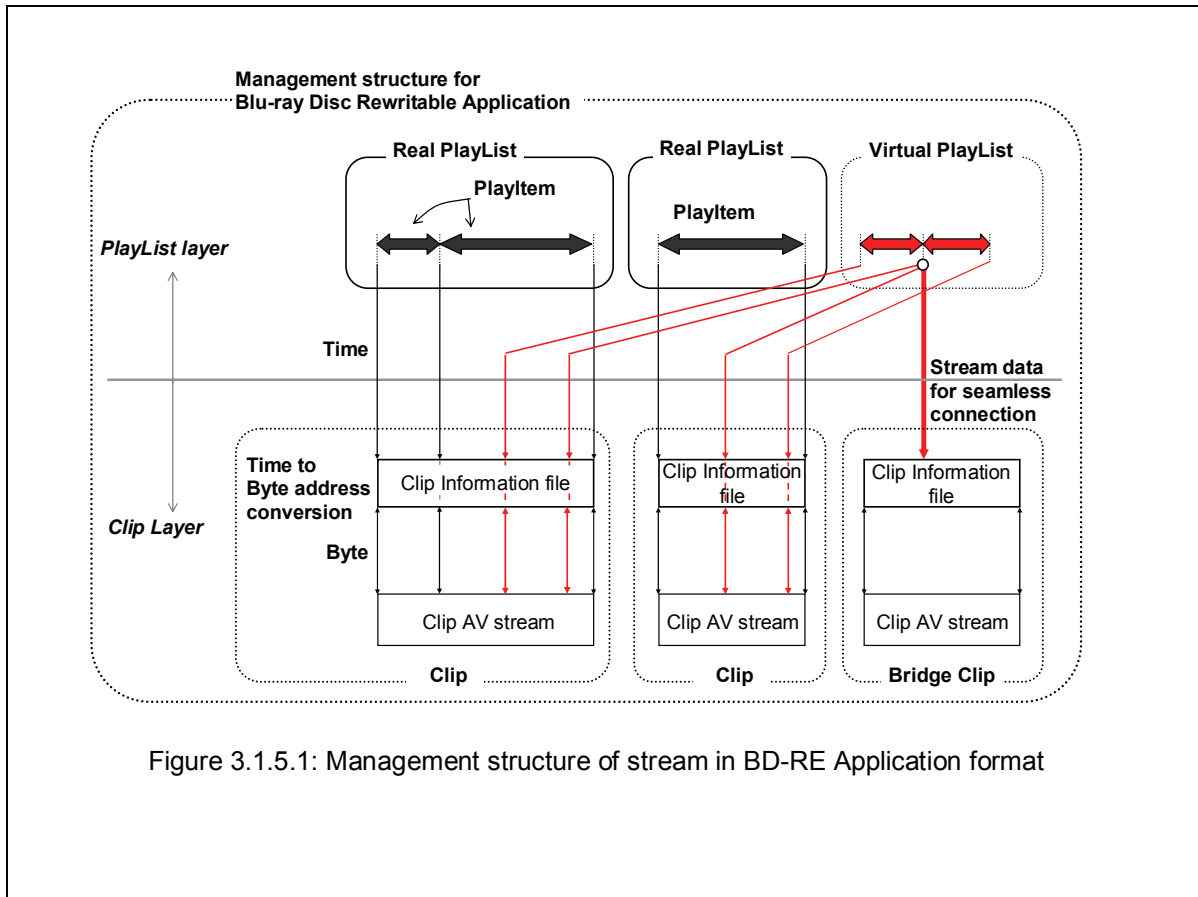 Management structure for
Blu-ray Disc Rewritable Application
Real PlayList
Real PlayList
Virtual PlayList
PlayItem
PlayItem
PlayList layer
Time
Stream data
for seamless
connection
Time to
Byte address
conversion
Clip Information file
Clip Information
file
Clip Information
file
Clip Layer
Byte
Clip AV stream
Clip AV stream
Clip AV stream
Clip
Clip
Bridge Clip
Figure 3.1.5.1: Management structure of stream in BD-RE Application format